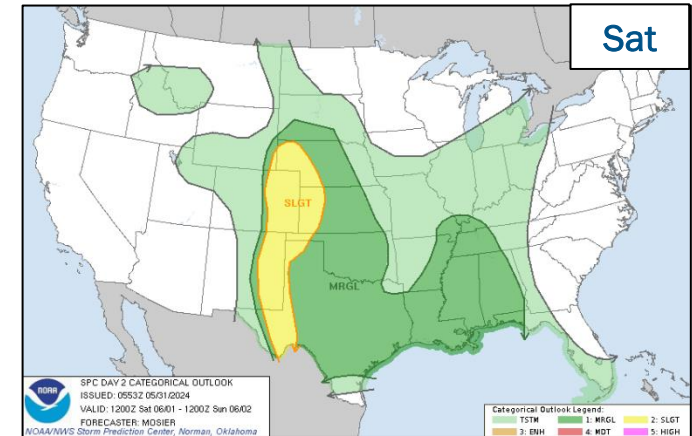 Sat
SLGT
MRGL
NOAA
SPC DAY 2 CATEGORICAL OUTLOOK
ISSUED: 0553Z 05/31/2024
VALID: 1200Z Sat 06/01 - 1200Z Sun 06/02
FORECASTER: MOSIER
NOAA/NWS Storm Prediction Center, Norman, Oklahoma
Categorical Outlook Legend:
TSTM 1: MRGL 2: SLGT
3: ENH 4: MDT 5: HIGH